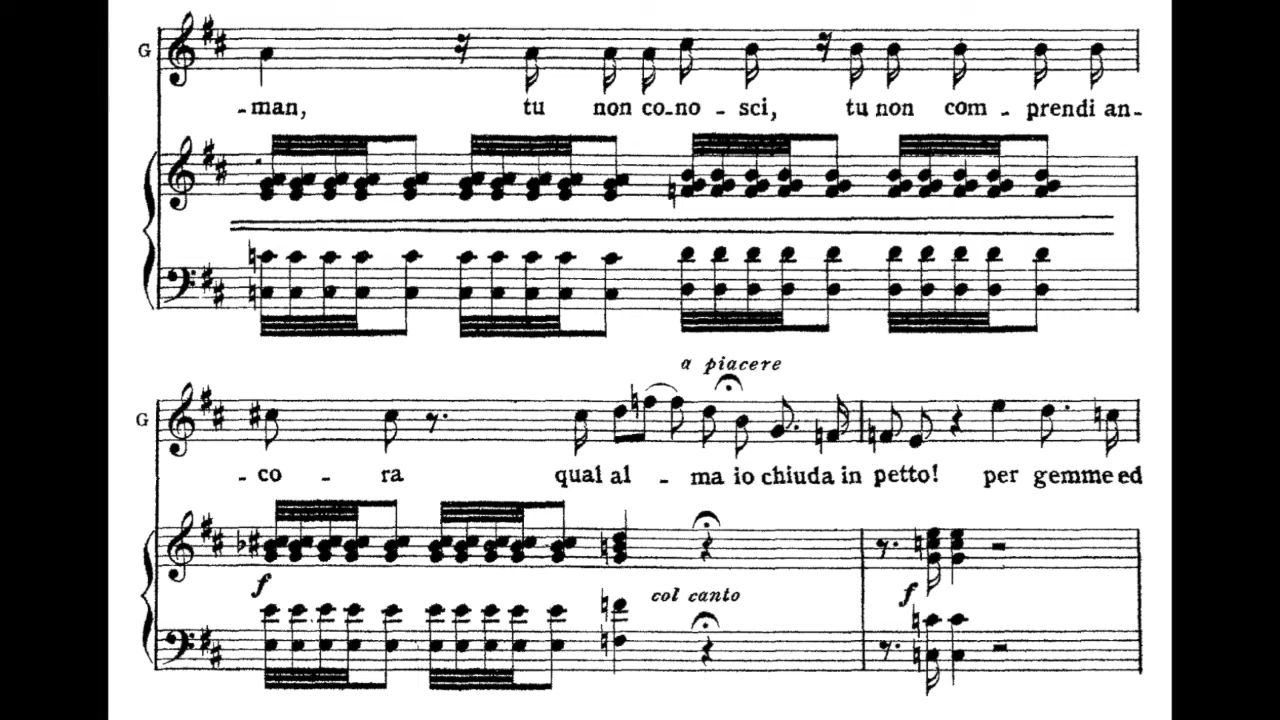 G
- man, tu non co - no - sci, tu non com - prendi an-
a piacere
G
- co - ra qual al - ma io chiuda in petto! per gemme ed
f
col canto
f